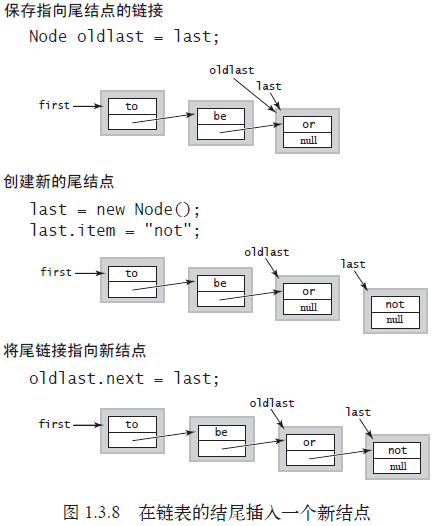 保存指向尾结点的链接
Node oldlast = last;
oldlast
last
first
to
be
or
null
创建新的尾结点
last = new Node();
last.item = "not";
oldlast
last
first
to
be
or
null
not
null
将尾链接指向新结点
oldlast.next = last;
oldlast
last
first
to
be
or
not
null
图 1.3.8 在链表的结尾插入一个新结点